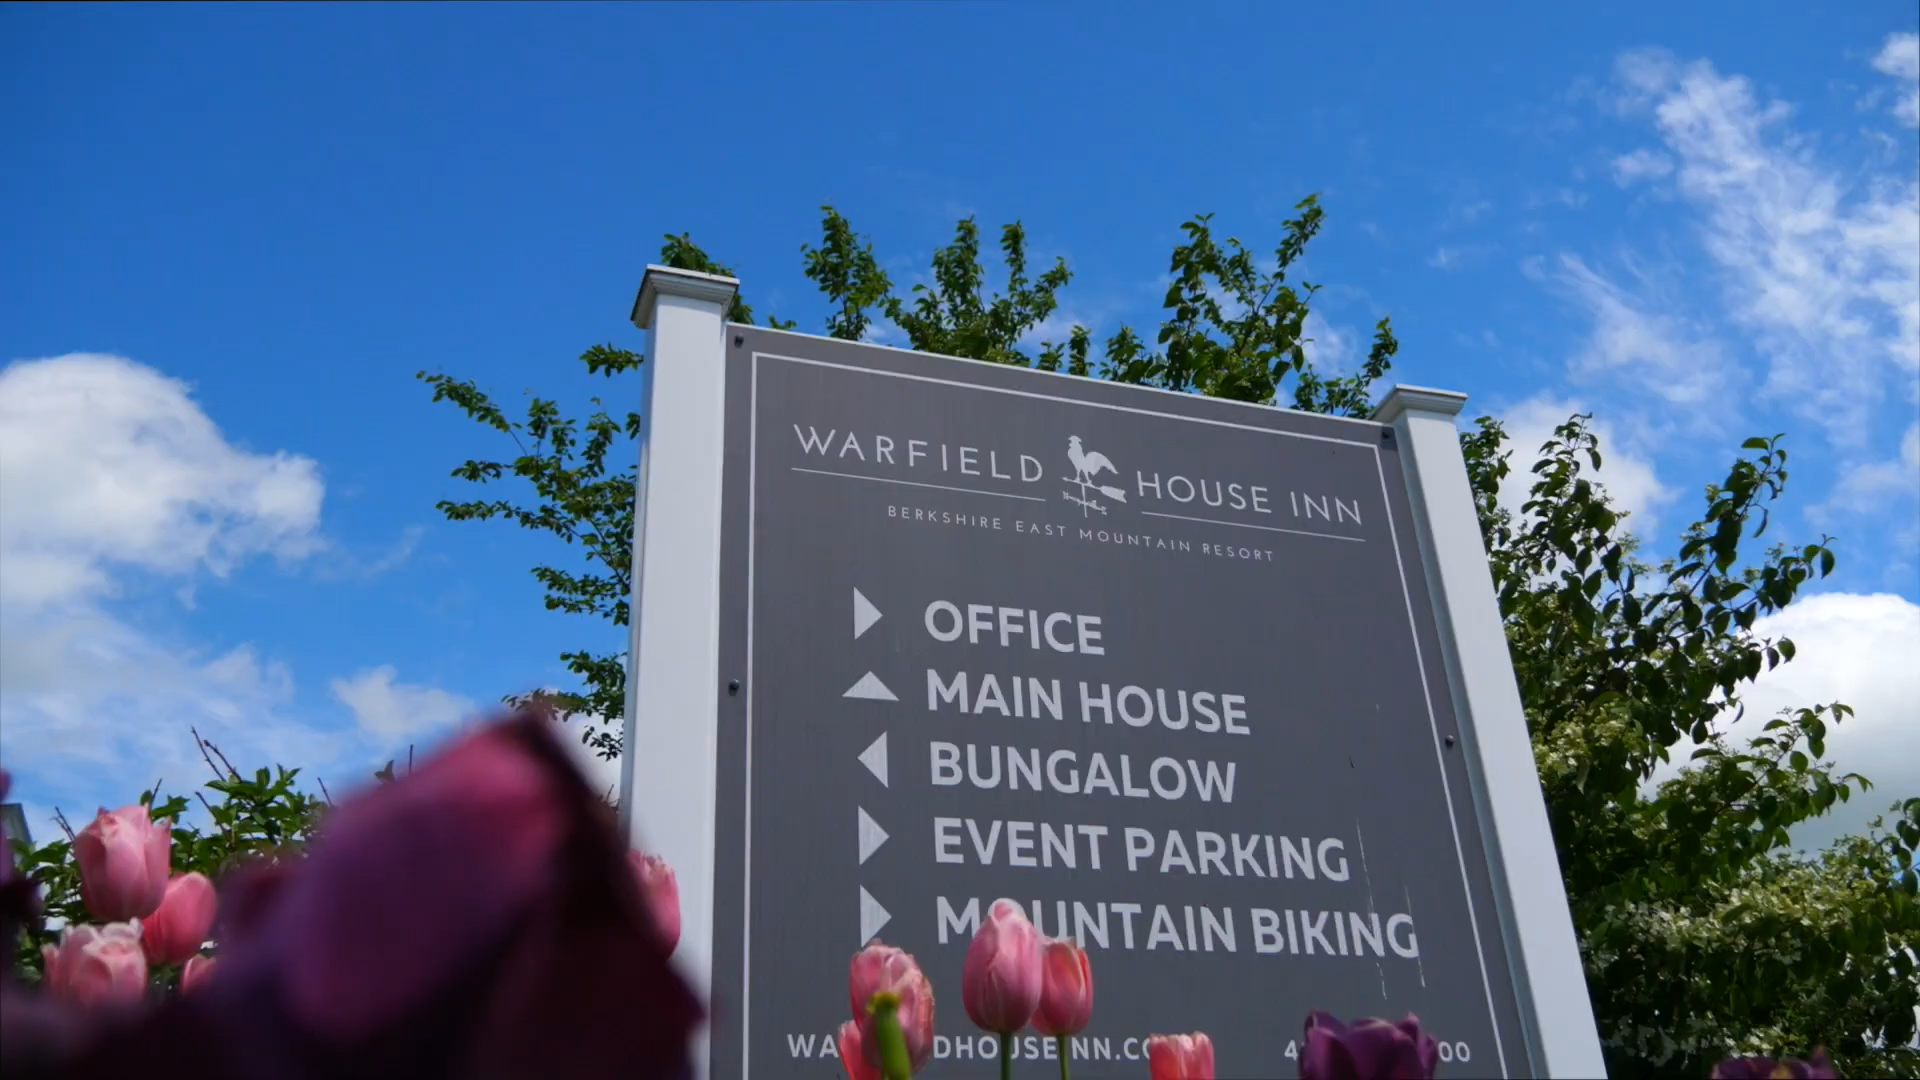 WARFIELD HOUSE INN
BERKSHIRE EAST MOUNTAIN RESORT
OFFICE
MAIN HOUSE
BUNGALOW
EVENT PARKING
MOUNTAIN BIKING